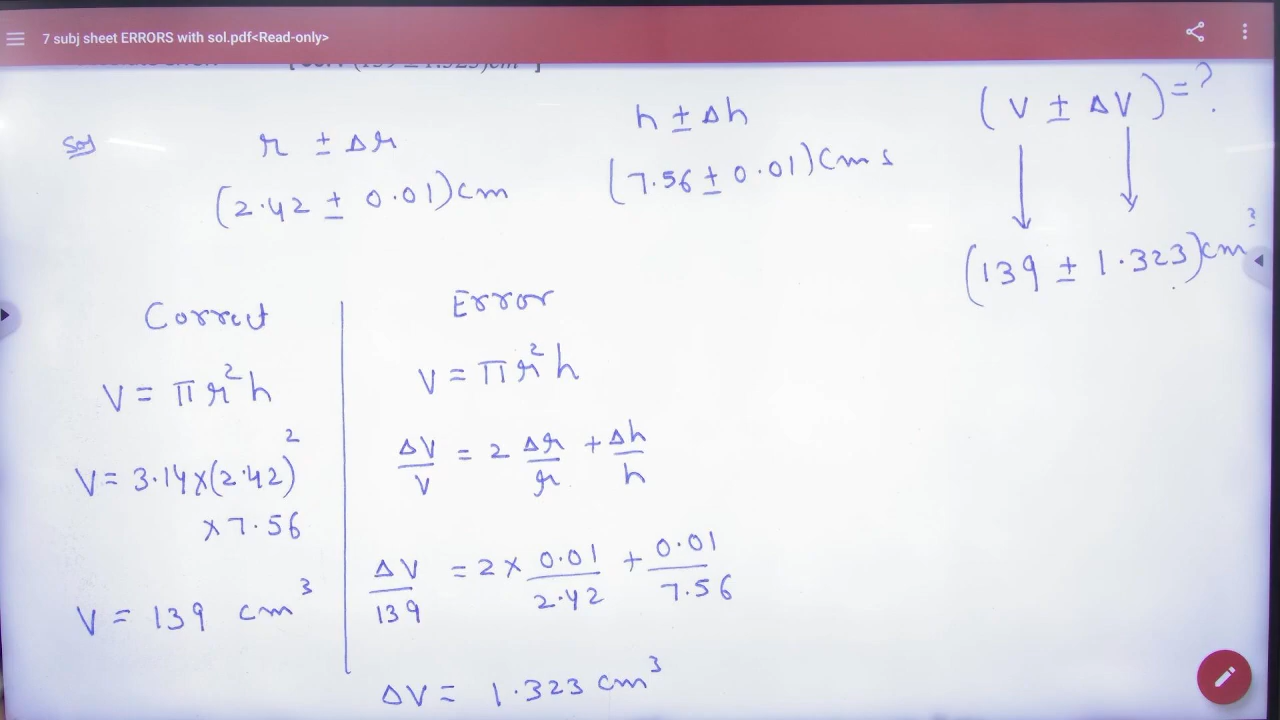 7 subj sheet ERRORS with sol.pdf<Read-only>
Sol
r ± Δr
(2.42 ± 0.01) cm
h ± Δh
(7.56 ± 0.01) cms
(V ± ΔV) = ?
(139 ± 1.323) cm³
Correct
V = πr²h
V = 3.14 x (2.42)²
x 7.56
V = 139 cm³
Error
V = πr²h
ΔV/V = 2 Δr/r + Δh/h
ΔV/139 = 2 x 0.01/2.42 + 0.01/7.56
ΔV = 1.323 cm³